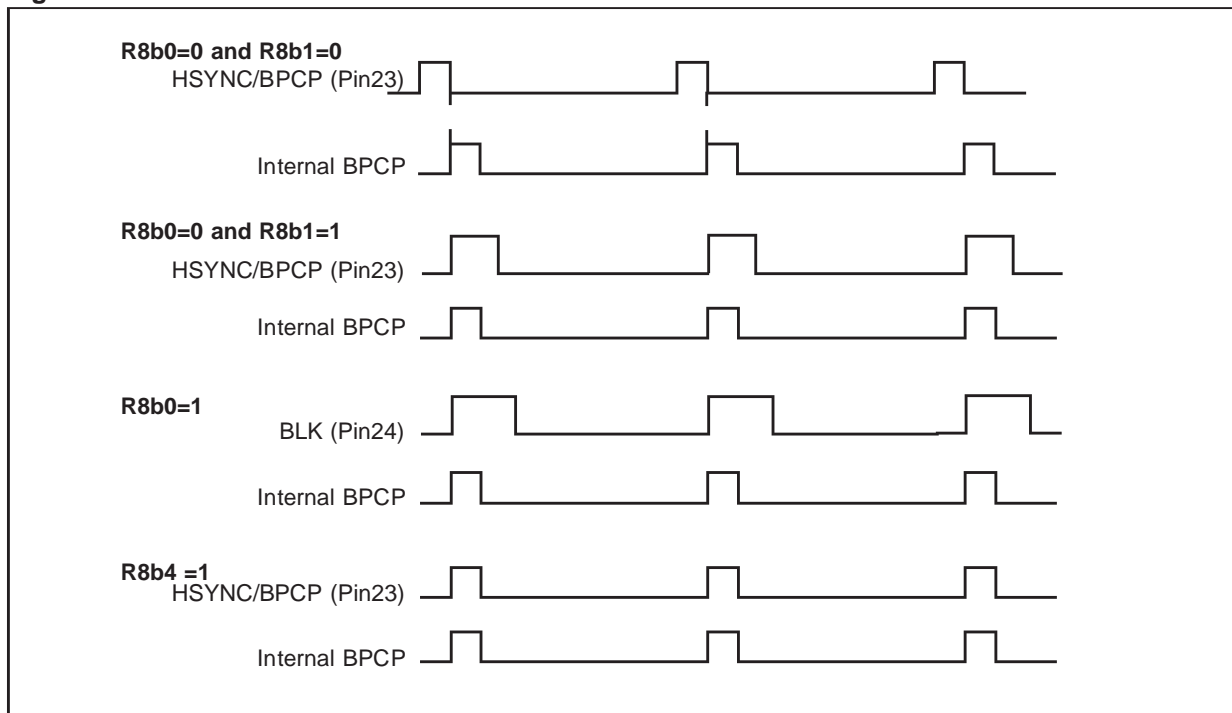 R8b0=0 and R8b1=0
HSYNC/BPCP (Pin23)
Internal BPCP
R8b0=0 and R8b1=1
HSYNC/BPCP (Pin23)
Internal BPCP
R8b0=1
BLK (Pin24)
Internal BPCP
R8b4 =1
HSYNC/BPCP (Pin23)
Internal BPCP